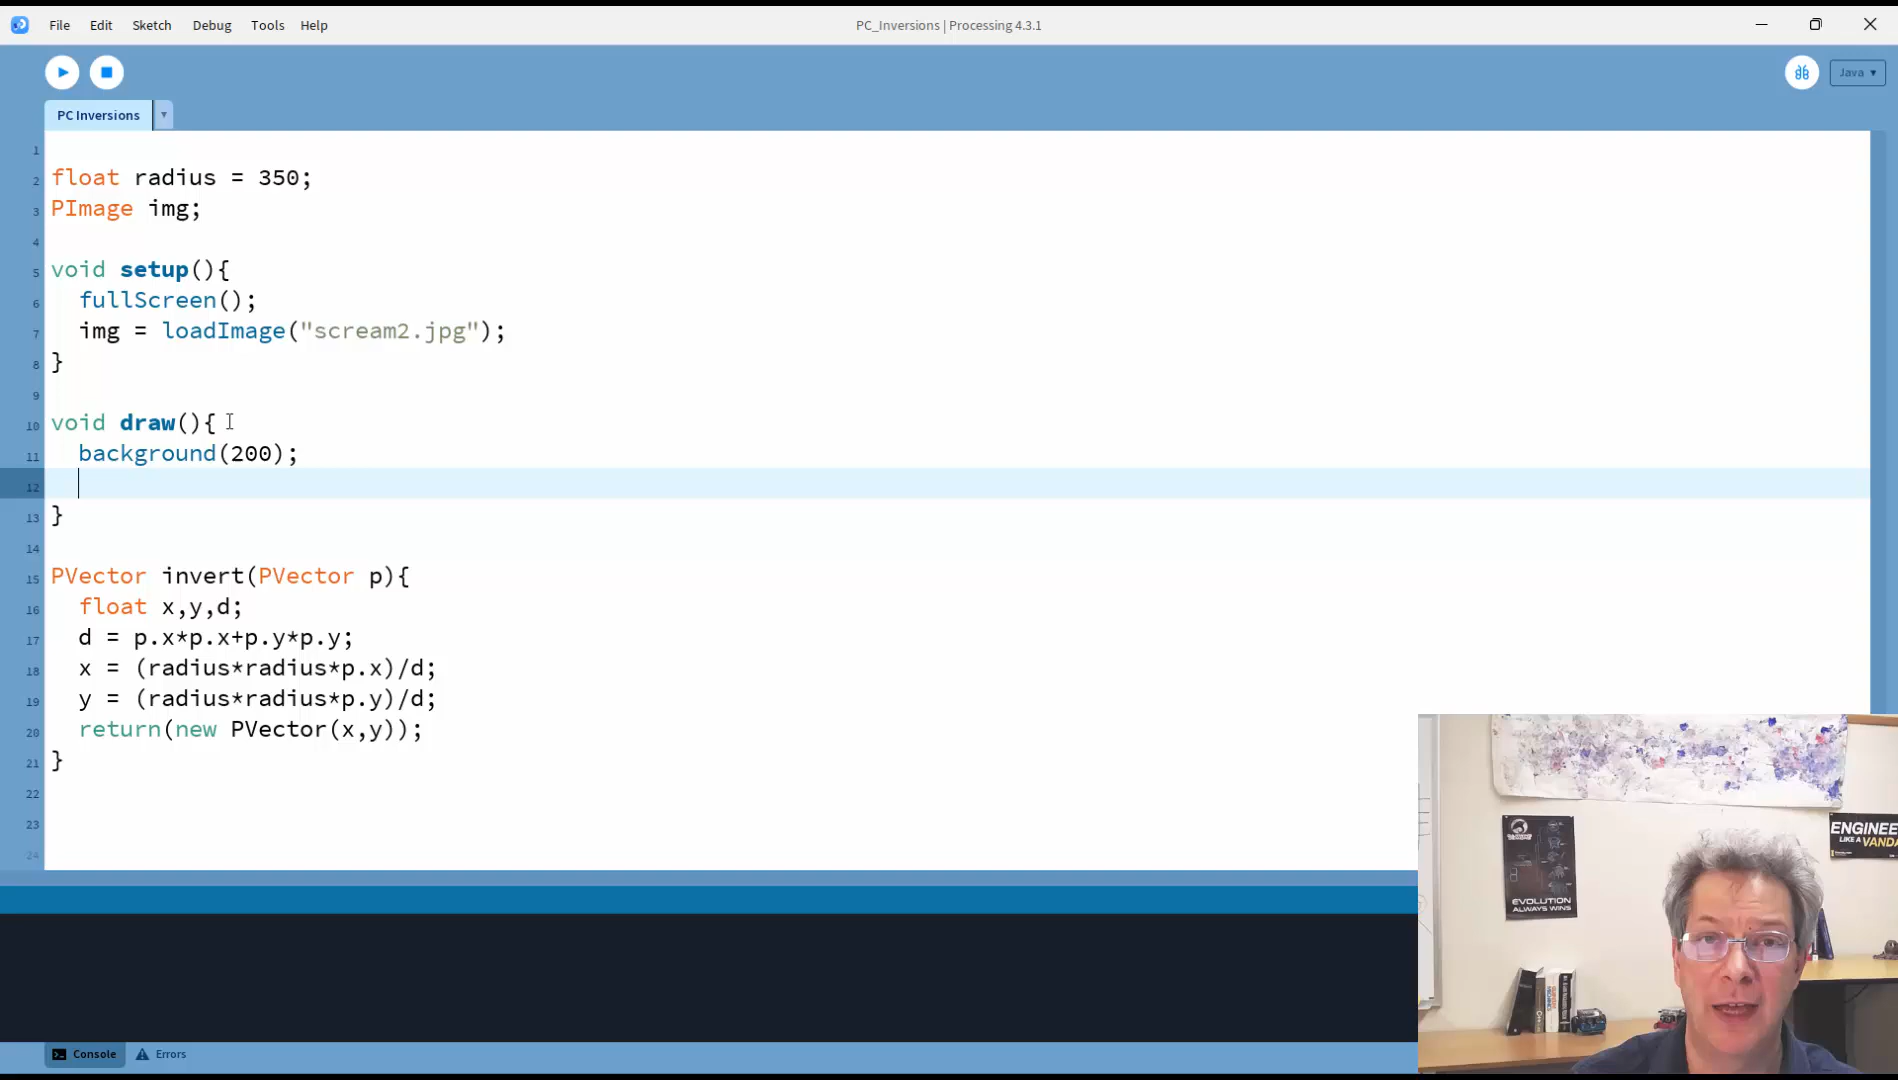 File Edit Sketch Debug Tools Help
PC_Inversions | Processing 4.3.1
Java ▾
PC Inversions ▾
1
2 float radius = 350;
3 PImage img;
4
5 void setup(){
6 fullScreen();
7 img = loadImage("scream2.jpg");
8 }
9
10 void draw(){
11 background(200);
12
13 }
14
15 PVector invert(PVector p){
16 float x,y,d;
17 d = p.x*p.x+p.y*p.y;
18 x = (radius*radius*p.x)/d;
19 y = (radius*radius*p.y)/d;
20 return(new PVector(x,y));
21 }
22
23
24
ENGINEE
LIKE A VANDA
EVOLUTION
ALWAYS WINS
Console Errors